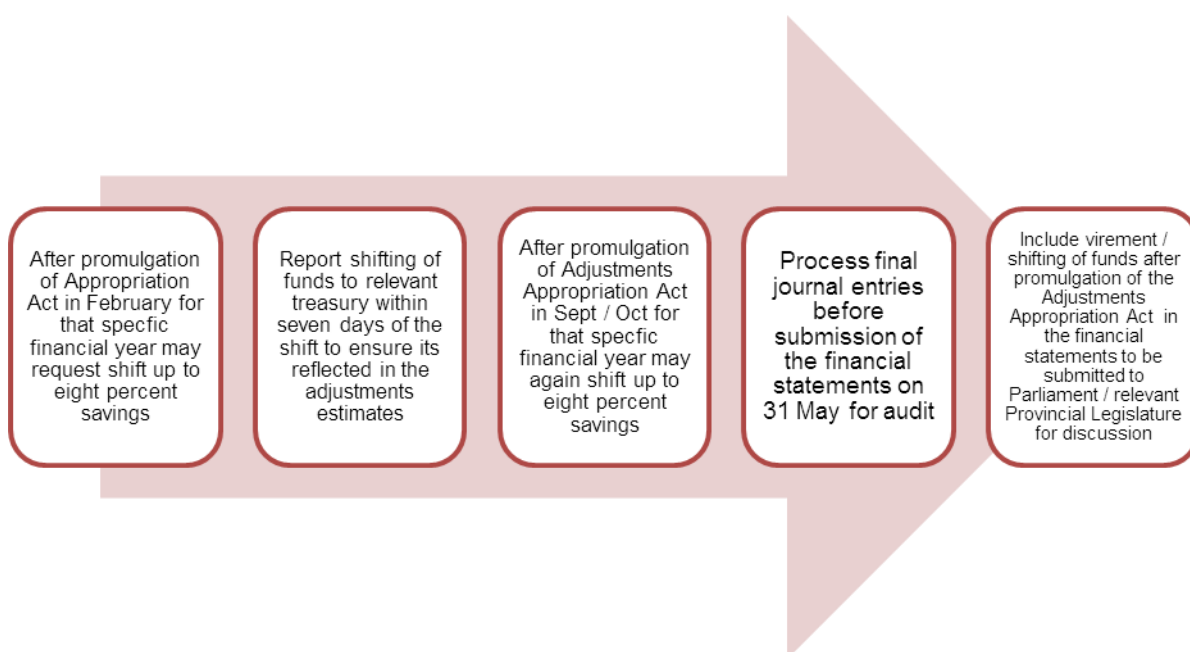 After promulgation
of Appropriation
Act in February for
that specfic
financial year may
request shift up to
eight percent
savings
Report shifting of
funds to relevant
treasury within
seven days of the
shift to ensure its
reflected in the
adjustments
estimates
After promulgation
of Adjustments
Appropriation Act
in Sept / Oct for
that specfic
financial year may
again shift up to
eight percent
savings
Process final
journal entries
before
submission of
the financial
statements on
31 May for audit
Include virement /
shifting of funds after
promulgation of the
Adjustments
Appropriation Act in
the financial
statements to be
submitted to
Parliament / relevant
Provincial Legislature
for discussion